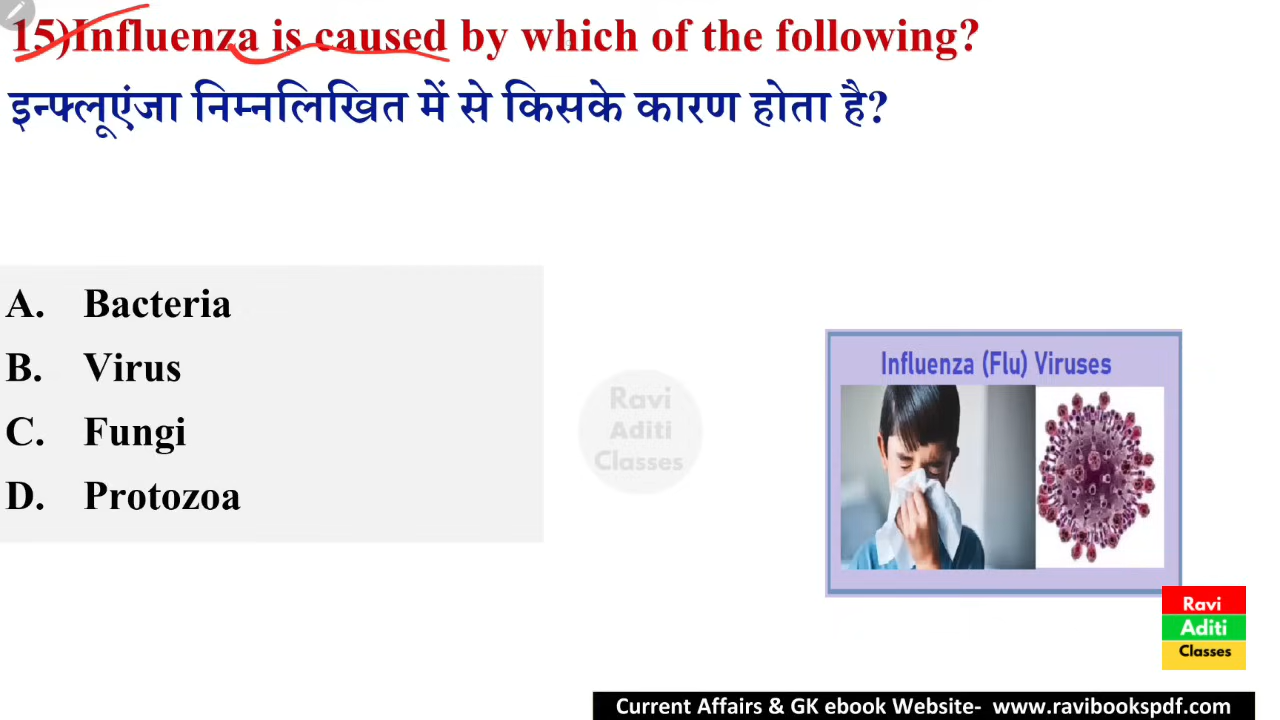 15)Influenza is caused by which of the following?
इन्फ्लूएंजा निम्नलिखित में से किसके कारण होता है?
A. Bacteria
B. Virus
C. Fungi
D. Protozoa
Influenza (Flu) Viruses
Ravi
Aditi
Classes
Ravi
Aditi
Classes
Current Affairs & GK ebook Website- www.ravibookspdf.com